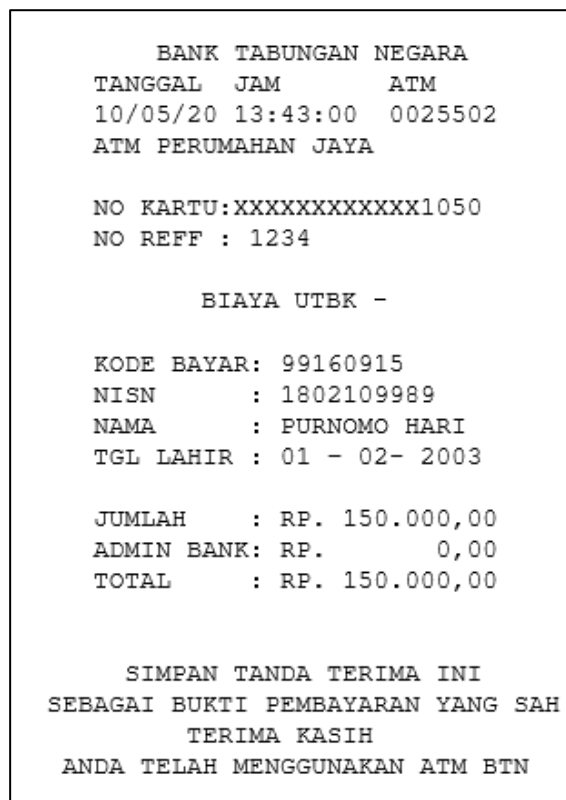 BANK TABUNGAN NEGARA
TANGGAL JAM ATM
10/05/20 13:43:00 0025502
ATM PERUMAHAN JAYA
NO KARTU:XXXXXXXXXXXX1050
NO REFF : 1234
BIAYA UTBK -
KODE BAYAR: 99160915
NISN : 1802109989
NAMA : PURNOMO HARI
TGL LAHIR : 01 - 02- 2003
JUMLAH : RP. 150.000,00
ADMIN BANK: RP. 0,00
TOTAL : RP. 150.000,00
SIMPAN TANDA TERIMA INI
SEBAGAI BUKTI PEMBAYARAN YANG SAH
TERIMA KASIH
ANDA TELAH MENGGUNAKAN ATM BTN